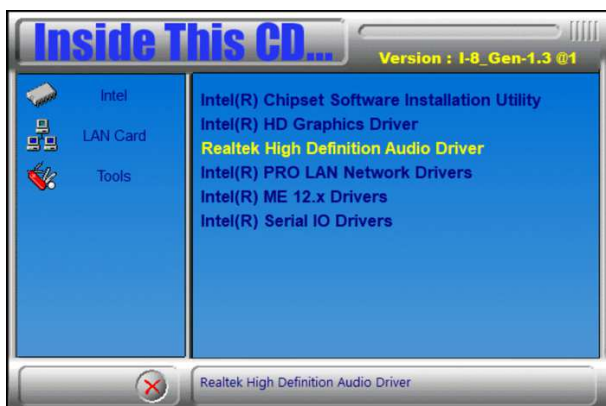 Inside This CD...
Version : I-8_Gen-1.3 @1
Intel
LAN Card
Tools
Intel(R) Chipset Software Installation Utility
Intel(R) HD Graphics Driver
Realtek High Definition Audio Driver
Intel(R) PRO LAN Network Drivers
Intel(R) ME 12.x Drivers
Intel(R) Serial IO Drivers
Realtek High Definition Audio Driver